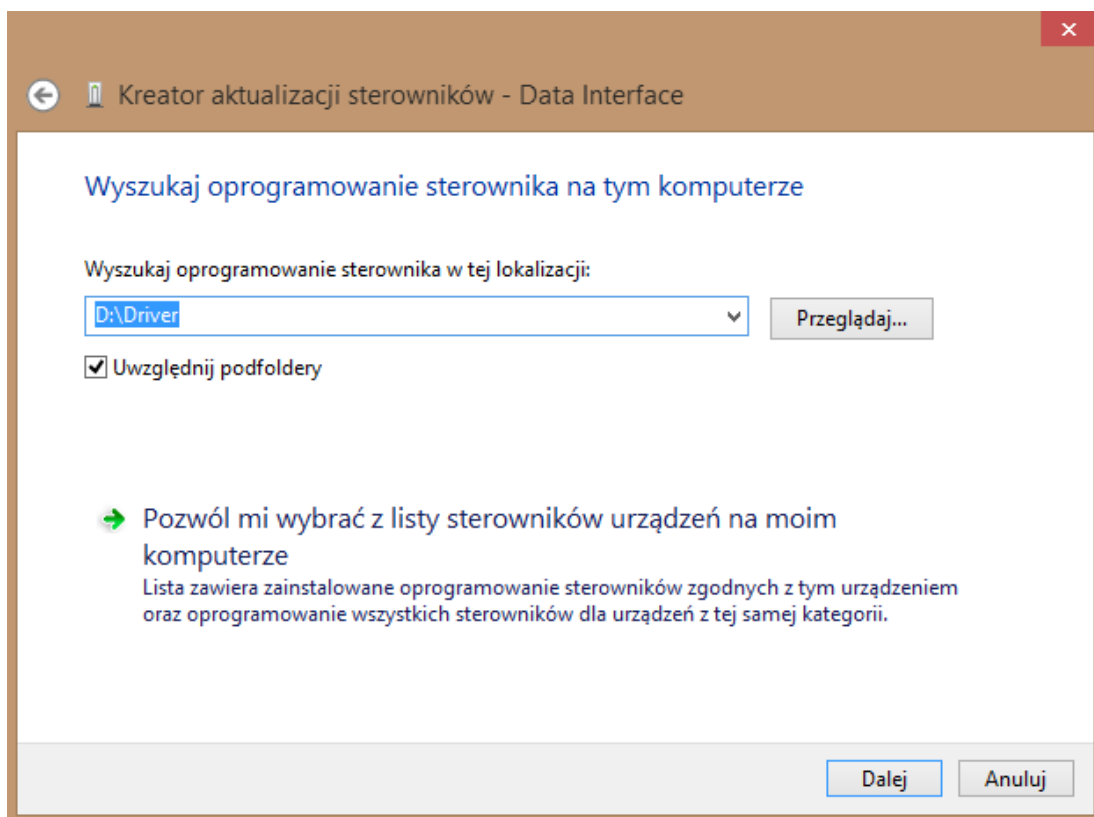 Kreator aktualizacji sterowników - Data Interface
Wyszukaj oprogramowanie sterownika na tym komputerze
Wyszukaj oprogramowanie sterownika w tej lokalizacji:
D:\Driver
Przeglądaj...
Uwzględnij podfoldery
Pozwól mi wybrać z listy sterowników urządzeń na moim
komputerze
Lista zawiera zainstalowane oprogramowanie sterowników zgodnych z tym urządzeniem
oraz oprogramowanie wszystkich sterowników dla urządzeń z tej samej kategorii.
Dalej
Anuluj